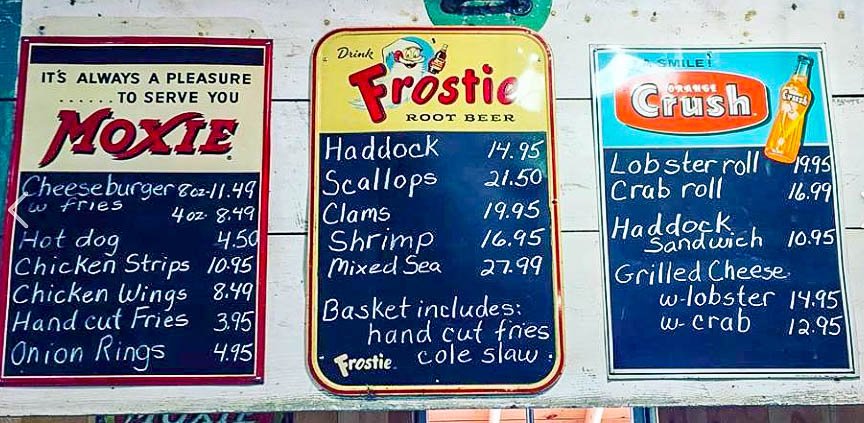 IT'S ALWAYS A PLEASURE
......TO SERVE YOU
MOXIE
Cheeseburger 8oz-11.49
w fries 4oz- 8.49
Hot dog 4.50
Chicken Strips 10.95
Chicken Wings 8.49
Hand cut Fries 3.95
Onion Rings 4.95
Drink
Frostie
ROOT BEER
Haddock 14.95
Scallops 21.50
Clams 19.95
Shrimp 16.95
Mixed Sea 27.99
Basket includes:
hand cut fries
cole slaw.
Frostie
SMILE!
ORANGE
Crush
Crush
Lobster roll 19.95
Crab roll 16.99
Haddock
Sandwich 10.95
Grilled Cheese
w-lobster 14.95
w- crab 12.95
MOXIE